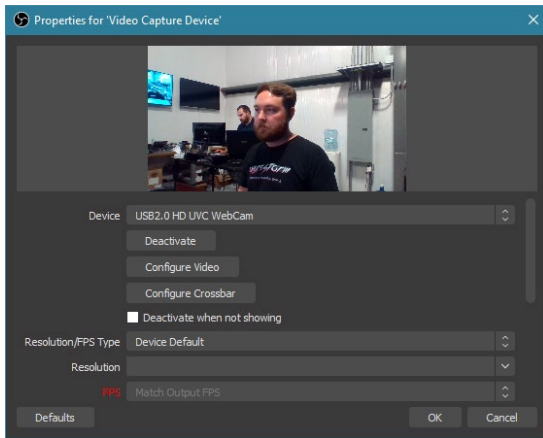 Properties for 'Video Capture Device'
Device USB2.0 HD UVC WebCam
Deactivate
Configure Video
Configure Crossbar
Deactivate when not showing
Resolution/FPS Type Device Default
Resolution
FPS Match Output FPS
Defaults OK Cancel